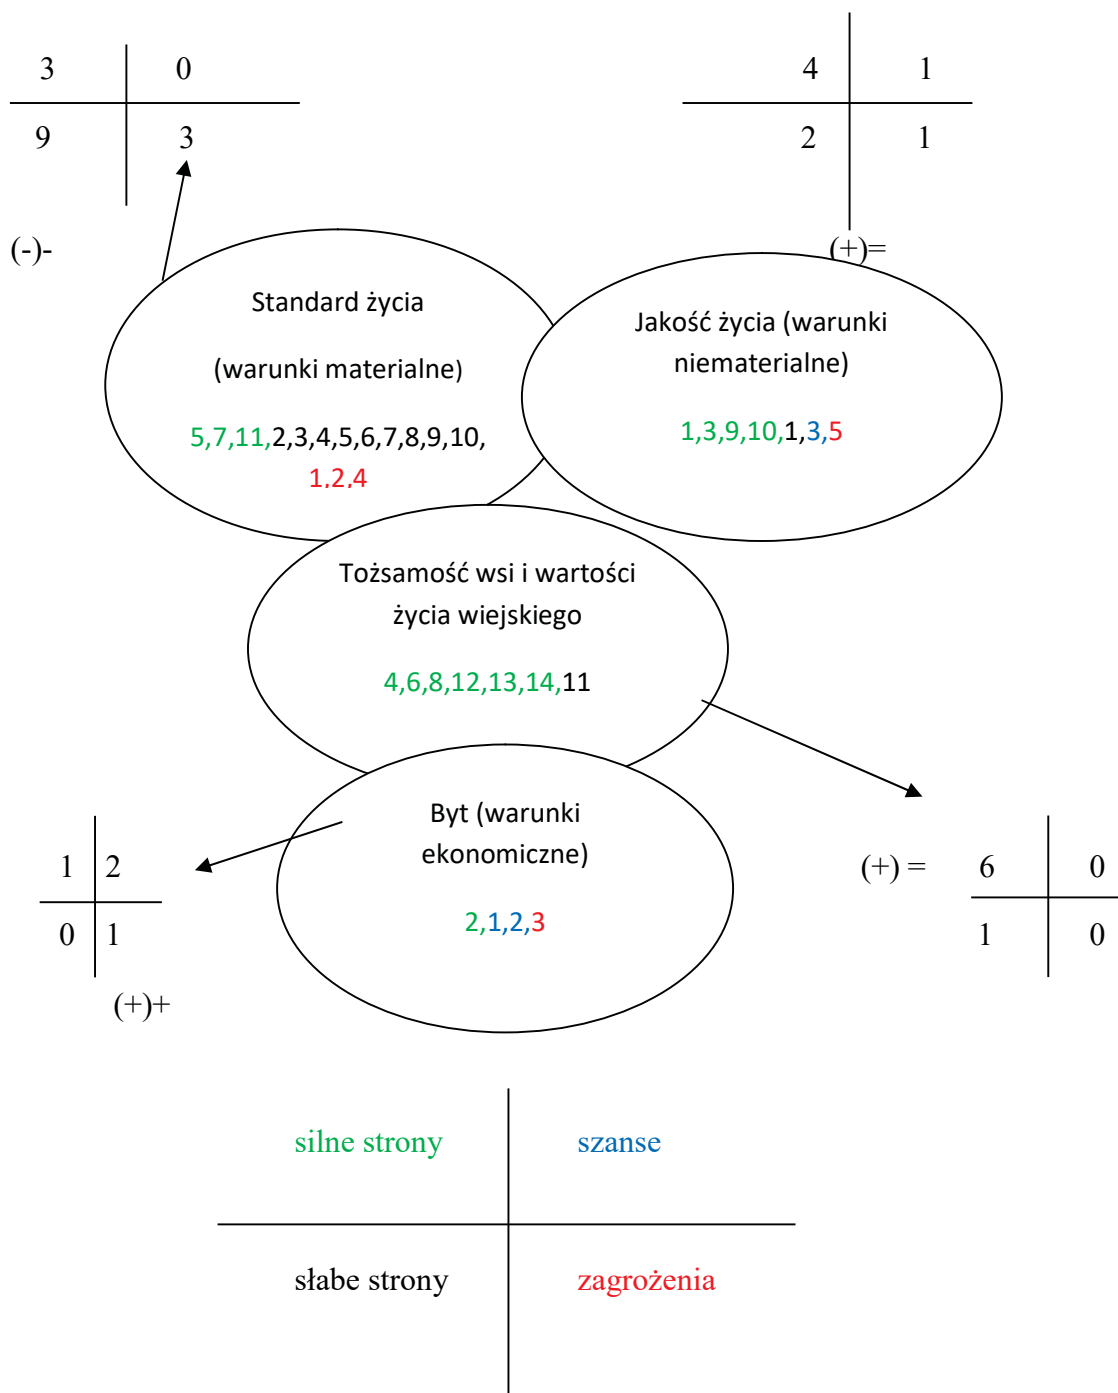 3 0
9 3
(-)-
4 1
2 1
(+)=
Standard życia
(warunki materialne)
5,7,11,2,3,4,5,6,7,8,9,10,
1,2,4
Jakość życia (warunki
niematerialne)
1,3,9,10,1,3,5
Tożsamość wsi i wartości
życia wiejskiego
4,6,8,12,13,14,11
Byt (warunki
ekonomiczne)
2,1,2,3
1 2
0 1
(+)+
(+) =
6 0
1 0
silne strony szanse
słabe strony zagrożenia